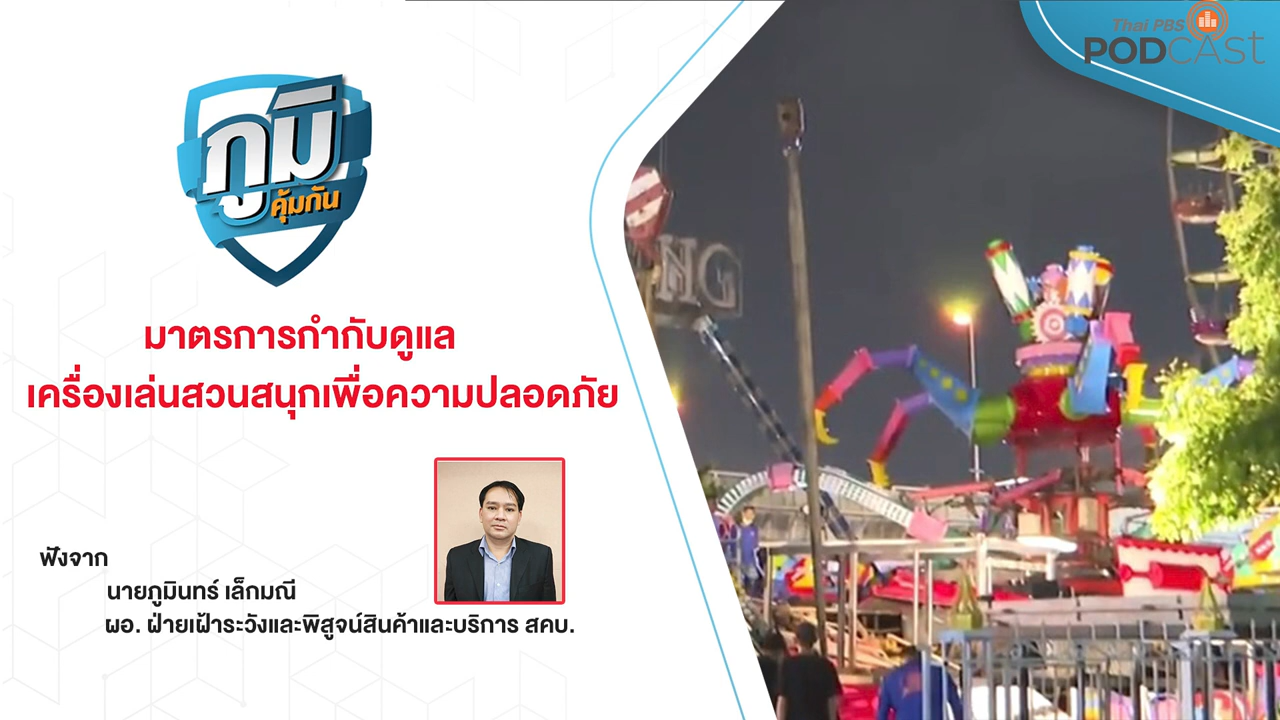 Thai PBS
PODCAST
ภูมิ
คุ้มกัน
NG
มาตรการกำกับดูแล
เครื่องเล่นสวนสนุกเพื่อความปลอดภัย
ฟังจาก
นายภูมินทร์ เล็กมณี
ผอ. ฝ่ายเฝ้าระวังและพิสูจน์สินค้าและบริการ สคบ.